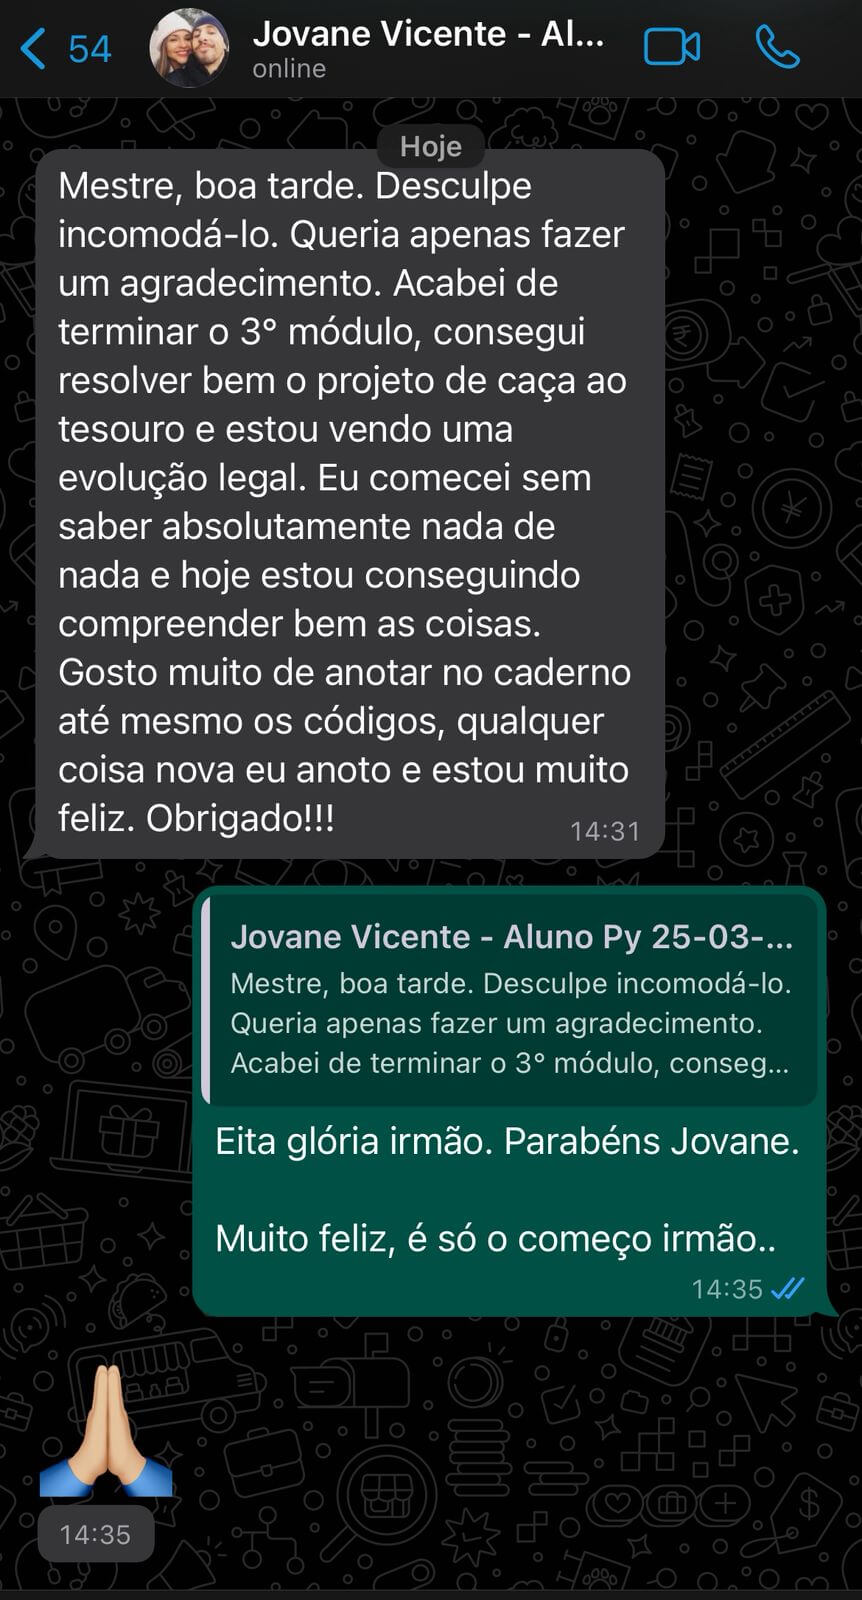 54
Jovane Vicente - Al...
online
Hoje
Mestre, boa tarde. Desculpe
incomodá-lo. Queria apenas fazer
um agradecimento. Acabei de
terminar o 3° módulo, consegui
resolver bem o projeto de caça ao
tesouro e estou vendo uma
evolução legal. Eu comecei sem
saber absolutamente nada de
nada e hoje estou conseguindo
compreender bem as coisas.
Gosto muito de anotar no caderno
até mesmo os códigos, qualquer
coisa nova eu anoto e estou muito
feliz. Obrigado!!!
14:31
Jovane Vicente - Aluno Py 25-03-...
Mestre, boa tarde. Desculpe incomodá-lo.
Queria apenas fazer um agradecimento.
Acabei de terminar o 3° módulo, conseg...
Eita glória irmão. Parabéns Jovane.
Muito feliz, é só o começo irmão..
14:35
🙏🏼
14:35